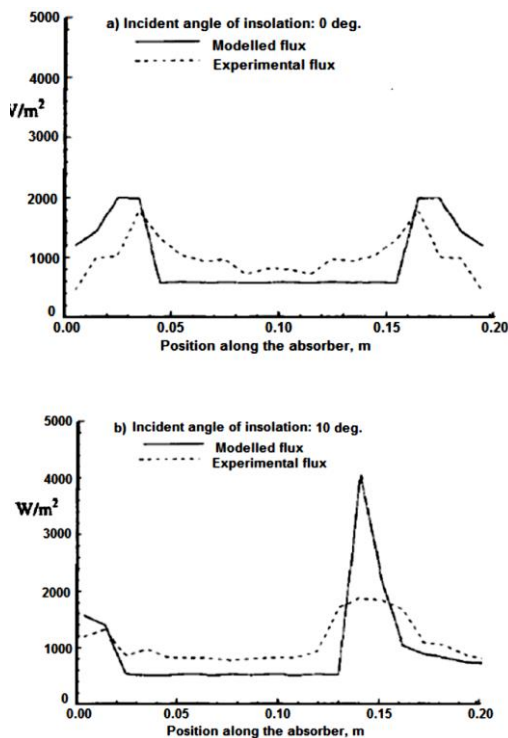 5000
a) Incident angle of insolation: 0 deg.
Modelled flux
Experimental flux
4000
V/m²
3000
2000
1000
0
0.00 0.05 0.10 0.15 0.20
Position along the absorber, m
5000
b) Incident angle of insolation: 10 deg.
Modelled flux
Experimental flux
W/m²
4000
3000
2000
1000
0
0.00 0.05 0.10 0.15 0.20
Position along the absorber, m